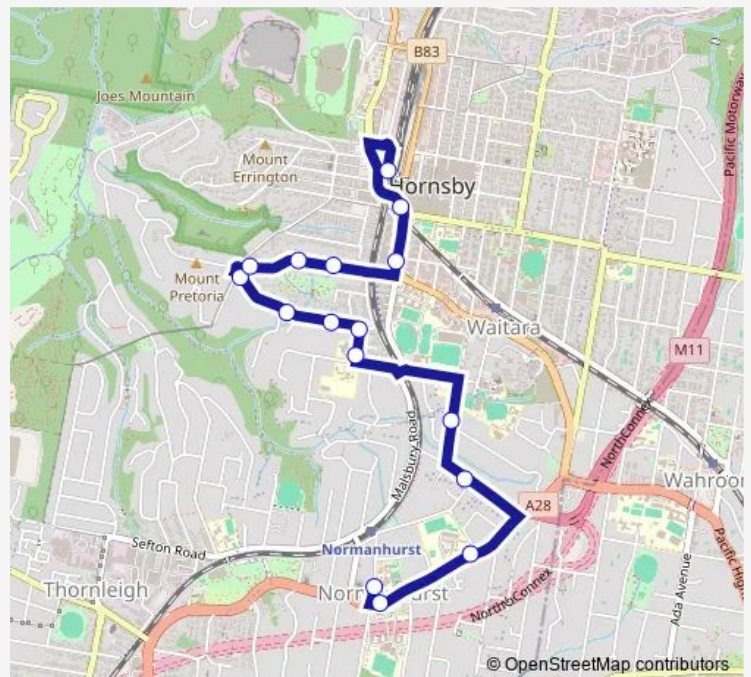 B83
Joes Mountain
Mount
Errington
Hornsby
Pacific Motorway
Mount
Pretoria
Waitara
M11
NorthConnex
Malsbury Road
Wahroon
A28
Sefton Road
Normanhurst
Pacific High
Thornleigh
Normanhurst
NorthConnex
Ada Avenue
© OpenStreetMap contributors